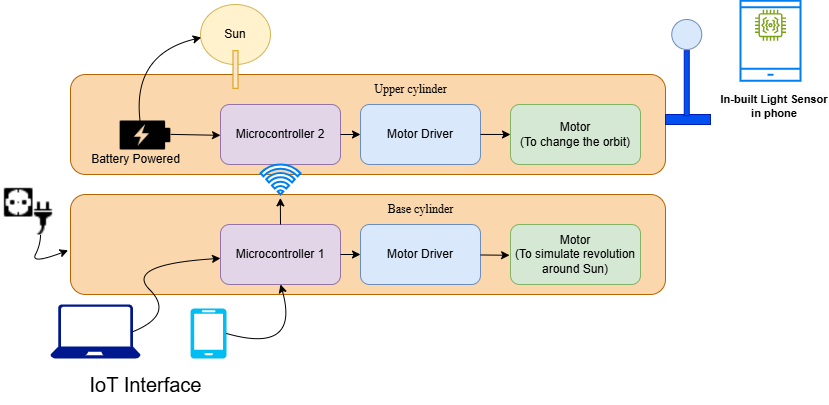 Sun
Upper cylinder
In-built Light Sensor
in phone
Battery Powered
Microcontroller 2
Motor Driver
Motor
(To change the orbit)
Base cylinder
Microcontroller 1
Motor Driver
Motor
(To simulate revolution
around Sun)
IoT Interface